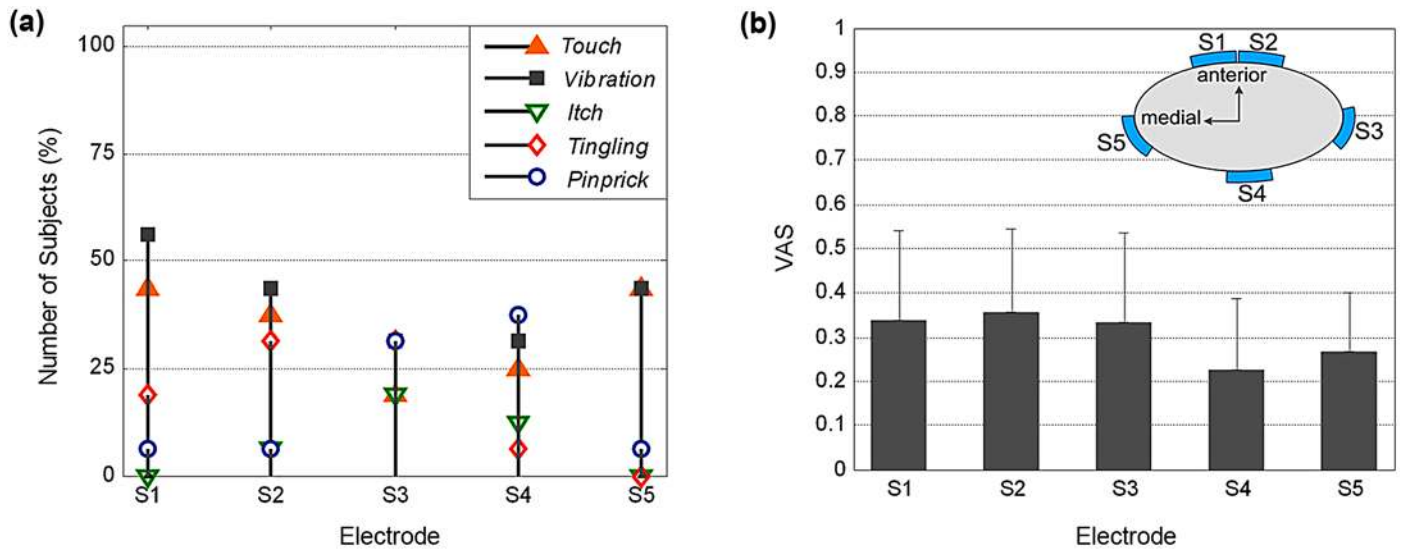 (a)
100
75
50
25
0
Number of Subjects (%)
Touch
Vibration
Itch
Tingling
Pinprick
S1 S2 S3 S4 S5
Electrode
(b)
1
0.9
0.8
0.7
0.6
0.5
0.4
0.3
0.2
0.1
0
VAS
S1 S2
anterior
medial
S3
S5
S4
S1 S2 S3 S4 S5
Electrode